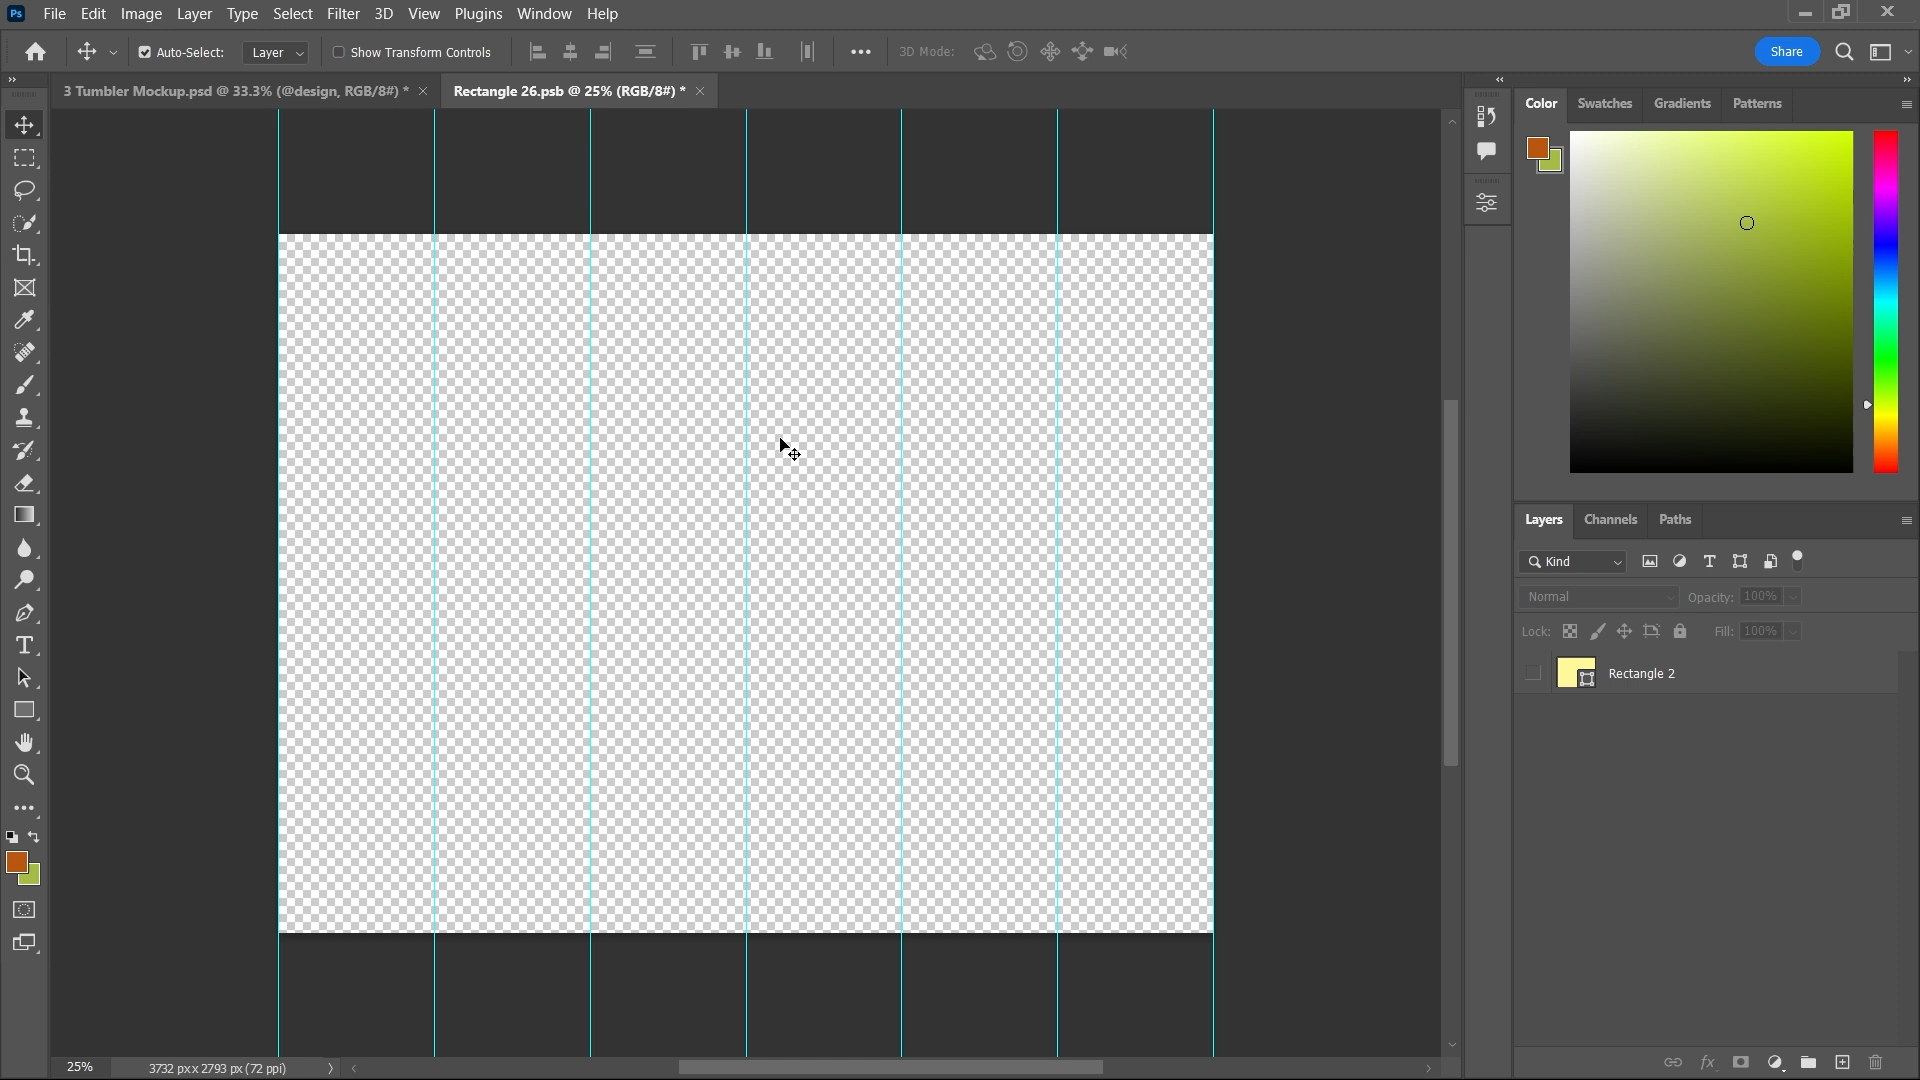 Ps File Edit Image Layer Type Select Filter 3D View Plugins Window Help
Auto-Select: Layer Show Transform Controls 3D Mode: Share
3 Tumbler Mockup.psd @ 33.3% (@design, RGB/8#) *
Rectangle 26.psb @ 25% (RGB/8#) *
Color Swatches Gradients Patterns
Layers Channels Paths
Kind
Normal Opacity: 100%
Lock: Fill: 100%
Rectangle 2
fx
25% 3732 px x 2793 px (72 ppi)